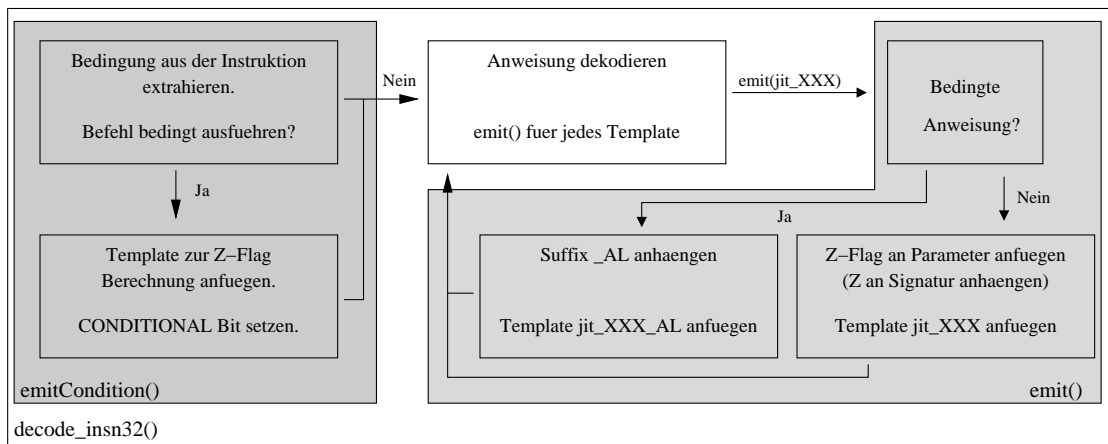 Bedingung aus der Instruktion
extrahieren.
Befehl bedingt ausfuehren?
Nein
Ja
Template zur Z−Flag
Berechnung anfuegen.
CONDITIONAL Bit setzen.
emitCondition()
Anweisung dekodieren
emit() fuer jedes Template
emit(jit_XXX)
Bedingte
Anweisung?
Ja
Nein
Suffix _AL anhaengen
Template jit_XXX_AL anfuegen
Z−Flag an Parameter anfuegen
(Z an Signatur anhaengen)
Template jit_XXX anfuegen
emit()
decode_insn32()